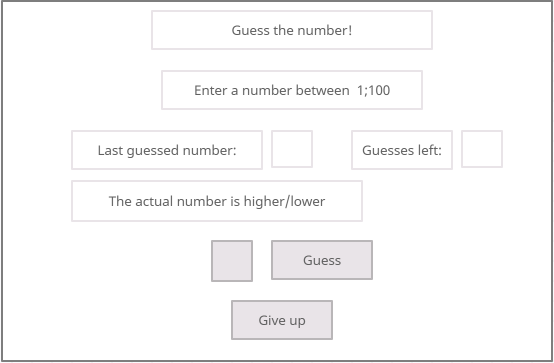 Guess the number!
Enter a number between 1;100
Last guessed number:
Guesses left:
The actual number is higher/lower
Guess
Give up